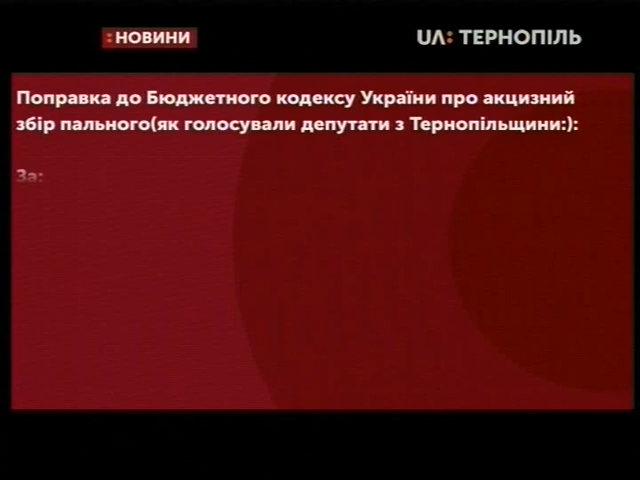 :НОВИНИ
UA: ТЕРНОПІЛЬ
Поправка до Бюджетного кодексу України про акцизний
збір пального(як голосували депутати з Тернопільщини:):
За: